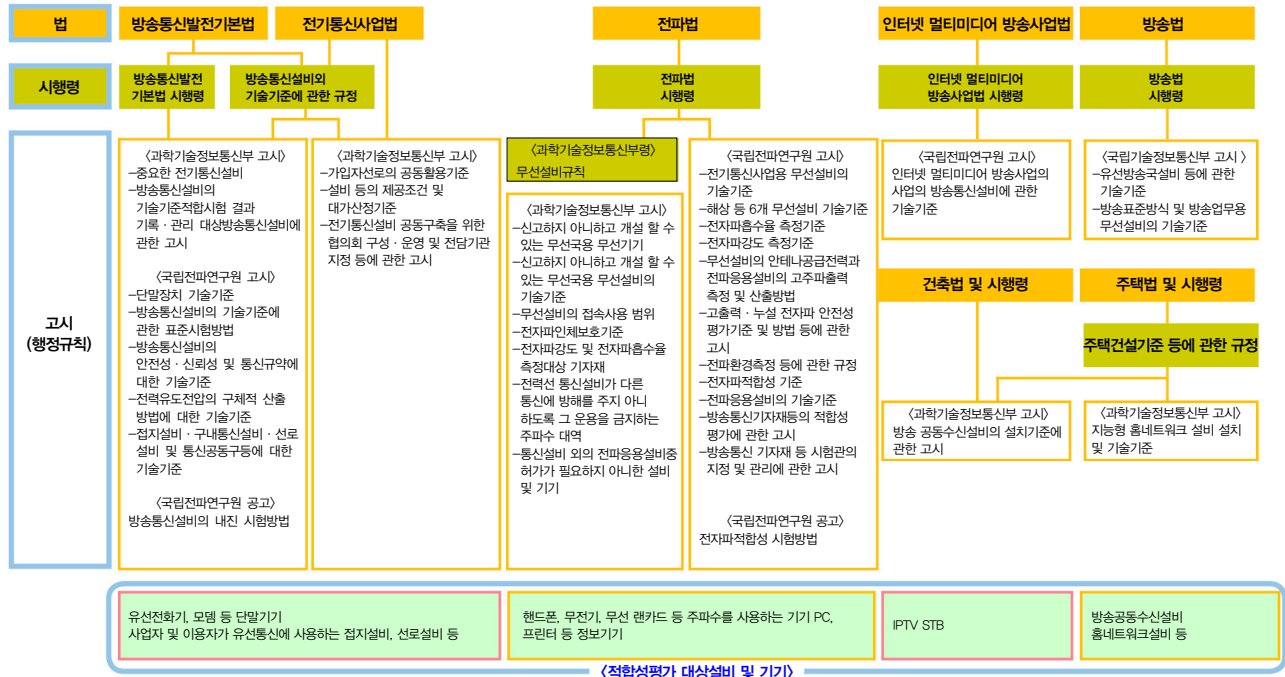 법
방송통신발전기본법
전기통신사업법
전파법
인터넷 멀티미디어 방송사업법
방송법
시행령
방송통신발전
기본법 시행령
방송통신설비외
기술기준에 관한 규정
전파법
시행령
인터넷 멀티미디어
방송사업법 시행령
방송법
시행령
고시
(행정규칙)
〈과학기술정보통신부 고시〉
–중요한 전기통신설비
–방송통신설비의
기술기준적합시험 결과
기록·관리 대상방송통신설비에
관한 고시
〈국립전파연구원 고시〉
–단말장치 기술기준
–방송통신설비의 기술기준에
관한 표준시험방법
–방송통신설비의
안전성·신뢰성 및 통신규약에
대한 기술기준
–전력유도전압의 구체적 산출
방법에 대한 기술기준
–접지설비·구내통신설비·선로
설비 및 통신공동구등에 대한
기술기준
〈국립전파연구원 공고〉
방송통신설비의 내진 시험방법
〈과학기술정보통신부 고시〉
–가입자선로의 공동활용기준
–설비 등의 제공조건 및
대가산정기준
–전기통신설비 공동구축을 위한
협의회 구성·운영 및 전담기관
지정 등에 관한 고시
〈과학기술정보통신부령〉
무선설비규칙
〈과학기술정보통신부 고시〉
–신고하지 아니하고 개설 할 수
있는 무선국용 무선기기
–신고하지 아니하고 개설 할 수
있는 무선국용 무선설비의
기술기준
–무선설비의 접속사용 범위
–전자파인체보호기준
–전자파강도 및 전자파흡수율
측정대상 기자재
–전력선 통신설비가 다른
통신에 방해를 주지 아니
하도록 그 운용을 금지하는
주파수 대역
–통신설비 외의 전파응용설비중
허가가 필요하지 아니한 설비
및 기기
〈국립전파연구원 고시〉
–전기통신사업용 무선설비의
기술기준
–해상 등 6개 무선설비 기술기준
–전자파흡수율 측정기준
–전자파강도 측정기준
–무선설비의 안테나공급전력과
전파응용설비의 고주파출력
측정 및 산출방법
–고출력·누설 전자파 안전성
평가기준 및 방법 등에 관한
고시
–전파환경측정 등에 관한 규정
–전자파적합성 기준
–전파응용설비의 기술기준
–방송통신기자재등의 적합성
평가에 관한 고시
–방송통신 기자재 등 시험관의
지정 및 관리에 관한 고시
〈국립전파연구원 공고〉
전자파적합성 시험방법
〈국립전파연구원 고시〉
인터넷 멀티미디어 방송사업의
사업의 방송통신설비에 관한
기술기준
〈과학기술정보통신부 고시 〉
–유선방송국설비 등에 관한
기술기준
–방송표준방식 및 방송업무용
무선설비의 기술기준
건축법 및 시행령
주택법 및 시행령
주택건설기준 등에 관한 규정
〈과학기술정보통신부 고시〉
방송 공동수신설비의 설치기준에
관한 고시
〈과학기술정보통신부 고시〉
지능형 홈네트워크 설비 설치
및 기술기준
유선전화기, 모뎀 등 단말기기
사업자 및 이용자가 유선통신에 사용하는 접지설비, 선로설비 등
핸드폰, 무전기, 무선 랜카드 등 주파수를 사용하는 기기 PC,
프린터 등 정보기기
IPTV STB
방송공동수신설비
홈네트워크설비 등
〈적합성평가 대상설비 및 기기〉